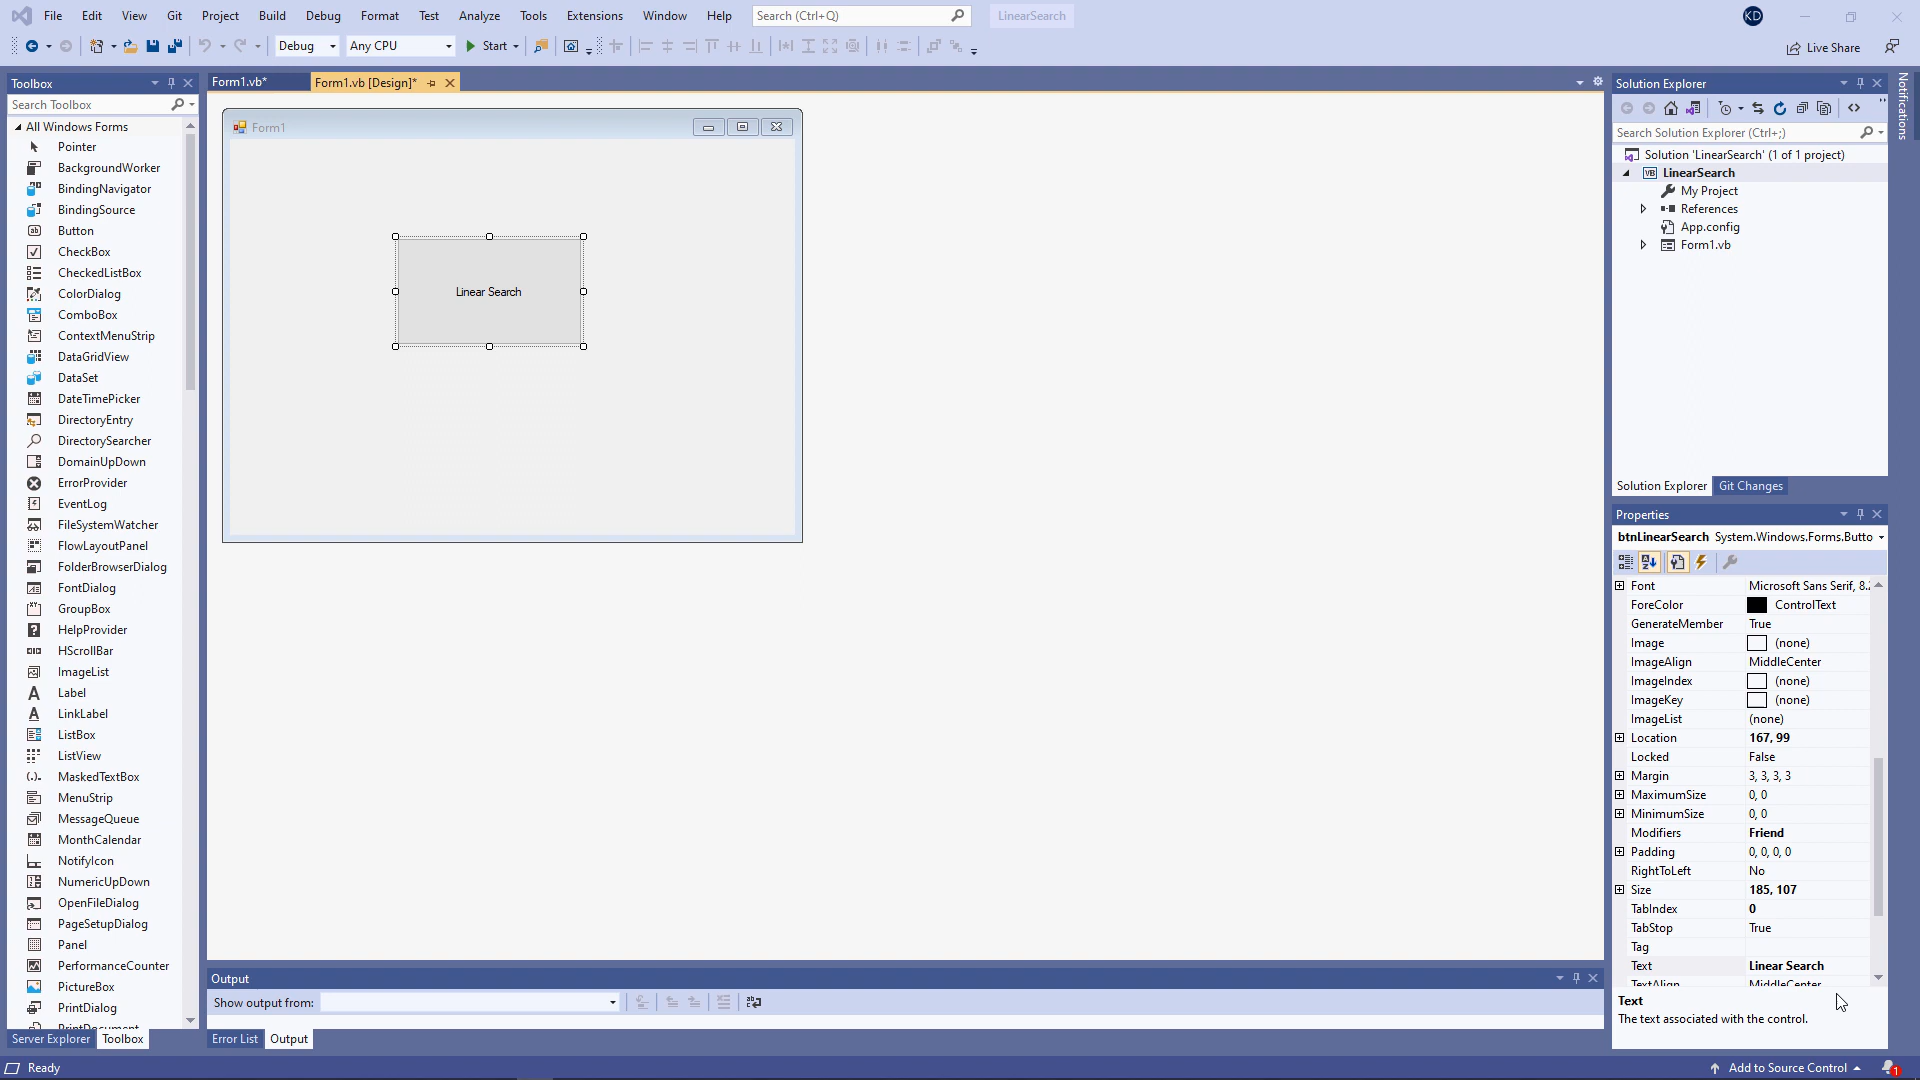 File Edit View Git Project Build Debug Format Test Analyze Tools Extensions Window Help Search (Ctrl+Q) LinearSearch KD
Debug Any CPU Start Live Share
Toolbox
Search Toolbox
All Windows Forms
Pointer
BackgroundWorker
BindingNavigator
BindingSource
Button
CheckBox
CheckedListBox
ColorDialog
ComboBox
ContextMenuStrip
DataGridView
DataSet
DateTimePicker
DirectoryEntry
DirectorySearcher
DomainUpDown
ErrorProvider
EventLog
FileSystemWatcher
FlowLayoutPanel
FolderBrowserDialog
FontDialog
GroupBox
HelpProvider
HScrollBar
ImageList
Label
LinkLabel
ListBox
ListView
MaskedTextBox
MenuStrip
MessageQueue
MonthCalendar
NotifyIcon
NumericUpDown
OpenFileDialog
PageSetupDialog
Panel
PerformanceCounter
PictureBox
PrintDialog
PrintDocument
Server Explorer Toolbox
Form1.vb* Form1.vb [Design]*
Form1
Linear Search
Output
Show output from:
Error List Output
Solution Explorer
Search Solution Explorer (Ctrl+;)
Solution 'LinearSearch' (1 of 1 project)
LinearSearch
My Project
References
App.config
Form1.vb
Solution Explorer Git Changes
Properties
btnLinearSearch System.Windows.Forms.Butto
Font Microsoft Sans Serif, 8.2
ForeColor ControlText
GenerateMember True
Image (none)
ImageAlign MiddleCenter
ImageIndex (none)
ImageKey (none)
ImageList (none)
Location 167, 99
Locked False
Margin 3, 3, 3, 3
MaximumSize 0, 0
MinimumSize 0, 0
Modifiers Friend
Padding 0, 0, 0, 0
RightToLeft No
Size 185, 107
TabIndex 0
TabStop True
Tag
Text Linear Search
TextAlign MiddleCenter
Text
The text associated with the control.
Notifications
Ready Add to Source Control 1